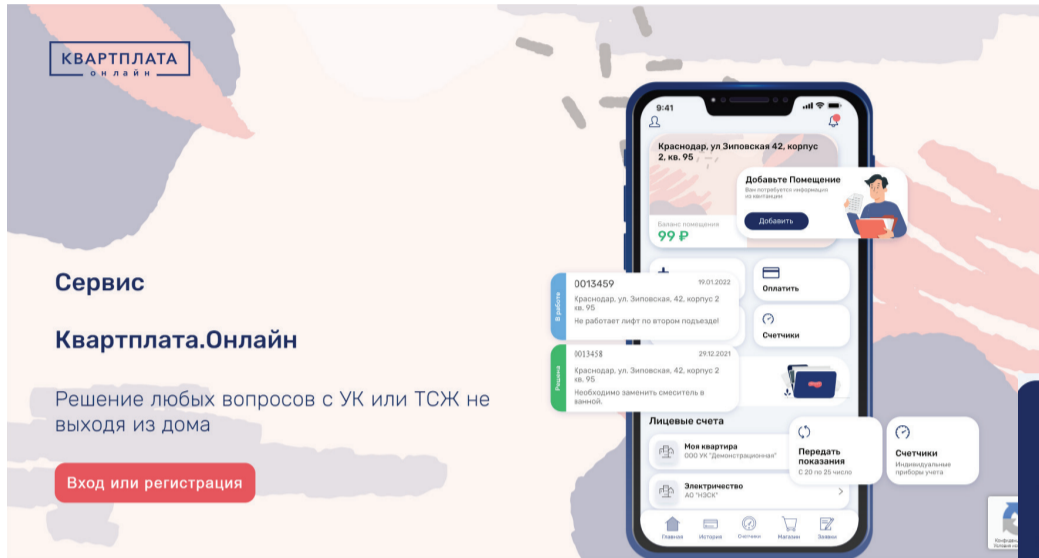 КВАРТПЛАТА
онлайн
Сервис
Квартплата.Онлайн
Решение любых вопросов с УК или ТСЖ не
выходя из дома
Вход или регистрация
9:41
Краснодар, ул Зиповская 42, корпус
2, кв. 95
Добавьте Помещение
Вам потребуется информация
из квитанции
Добавить
Баланс помещения
99 ₽
В работе
0013459
19.01.2022
Краснодар, ул. Зиповская, 42, корпус 2
кв. 95
Не работает лифт по втором подъезде!
Оплатить
Счетчики
Решена
0013458
29.12.2021
Краснодар, ул. Зиповская, 42, корпус 2
кв. 95
Необходимо заменить смеситель в
ванной.
Лицевые счета
Моя квартира
ООО УК "Демонстрационная"
Электричество
АО "НЭСК"
Передать
показания
С 20 по 25 число
Счетчики
Индивидуальные
приборы учета
Главная
История
Счетчики
Магазин
Заявки